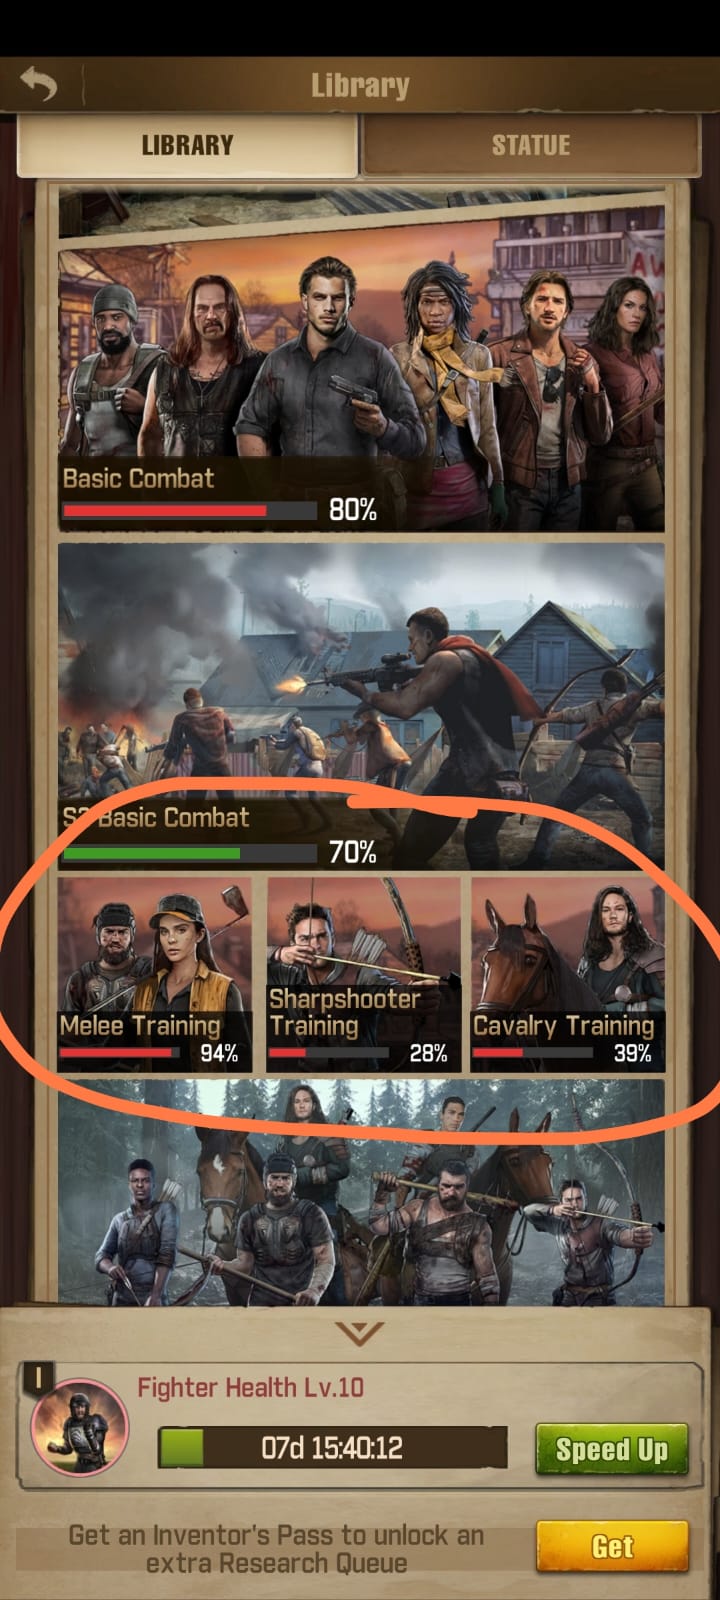 Library
LIBRARY
STATUE
Basic Combat
80%
Basic Combat
70%
Melee Training
94%
Sharpshooter
Training
28%
Cavalry Training
39%
I
Fighter Health Lv.10
07d 15:40:12
Speed Up
Get an Inventor's Pass to unlock an
extra Research Queue
Get